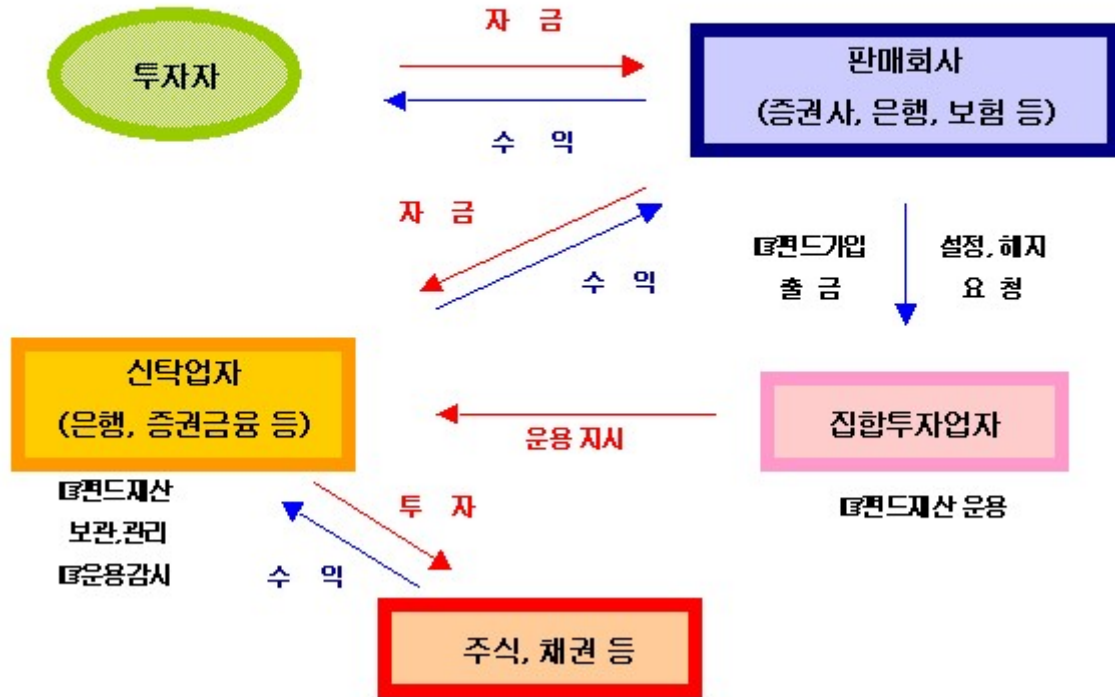 자 금
투자자
판매회사
(증권사, 은행, 보험 등)
수 익
자 금
수 익
☞펀드가입
출 금
설정, 해지
요 청
신탁업자
(은행, 증권금융 등)
운용 지시
집합투자업자
☞펀드재산
보관,관리
☞운용감시
투 자
수 익
☞펀드재산 운용
주식, 채권 등